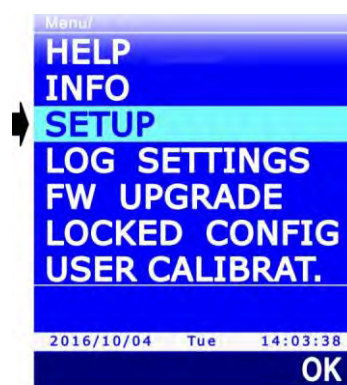 Menu/
HELP
INFO
SETUP
LOG SETTINGS
FW UPGRADE
LOCKED CONFIG
USER CALIBRAT.
2016/10/04 Tue 14:03:38
OK